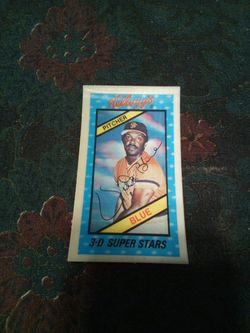 Kellogg's
PITCHER
BLUE
3-D SUPER STARS